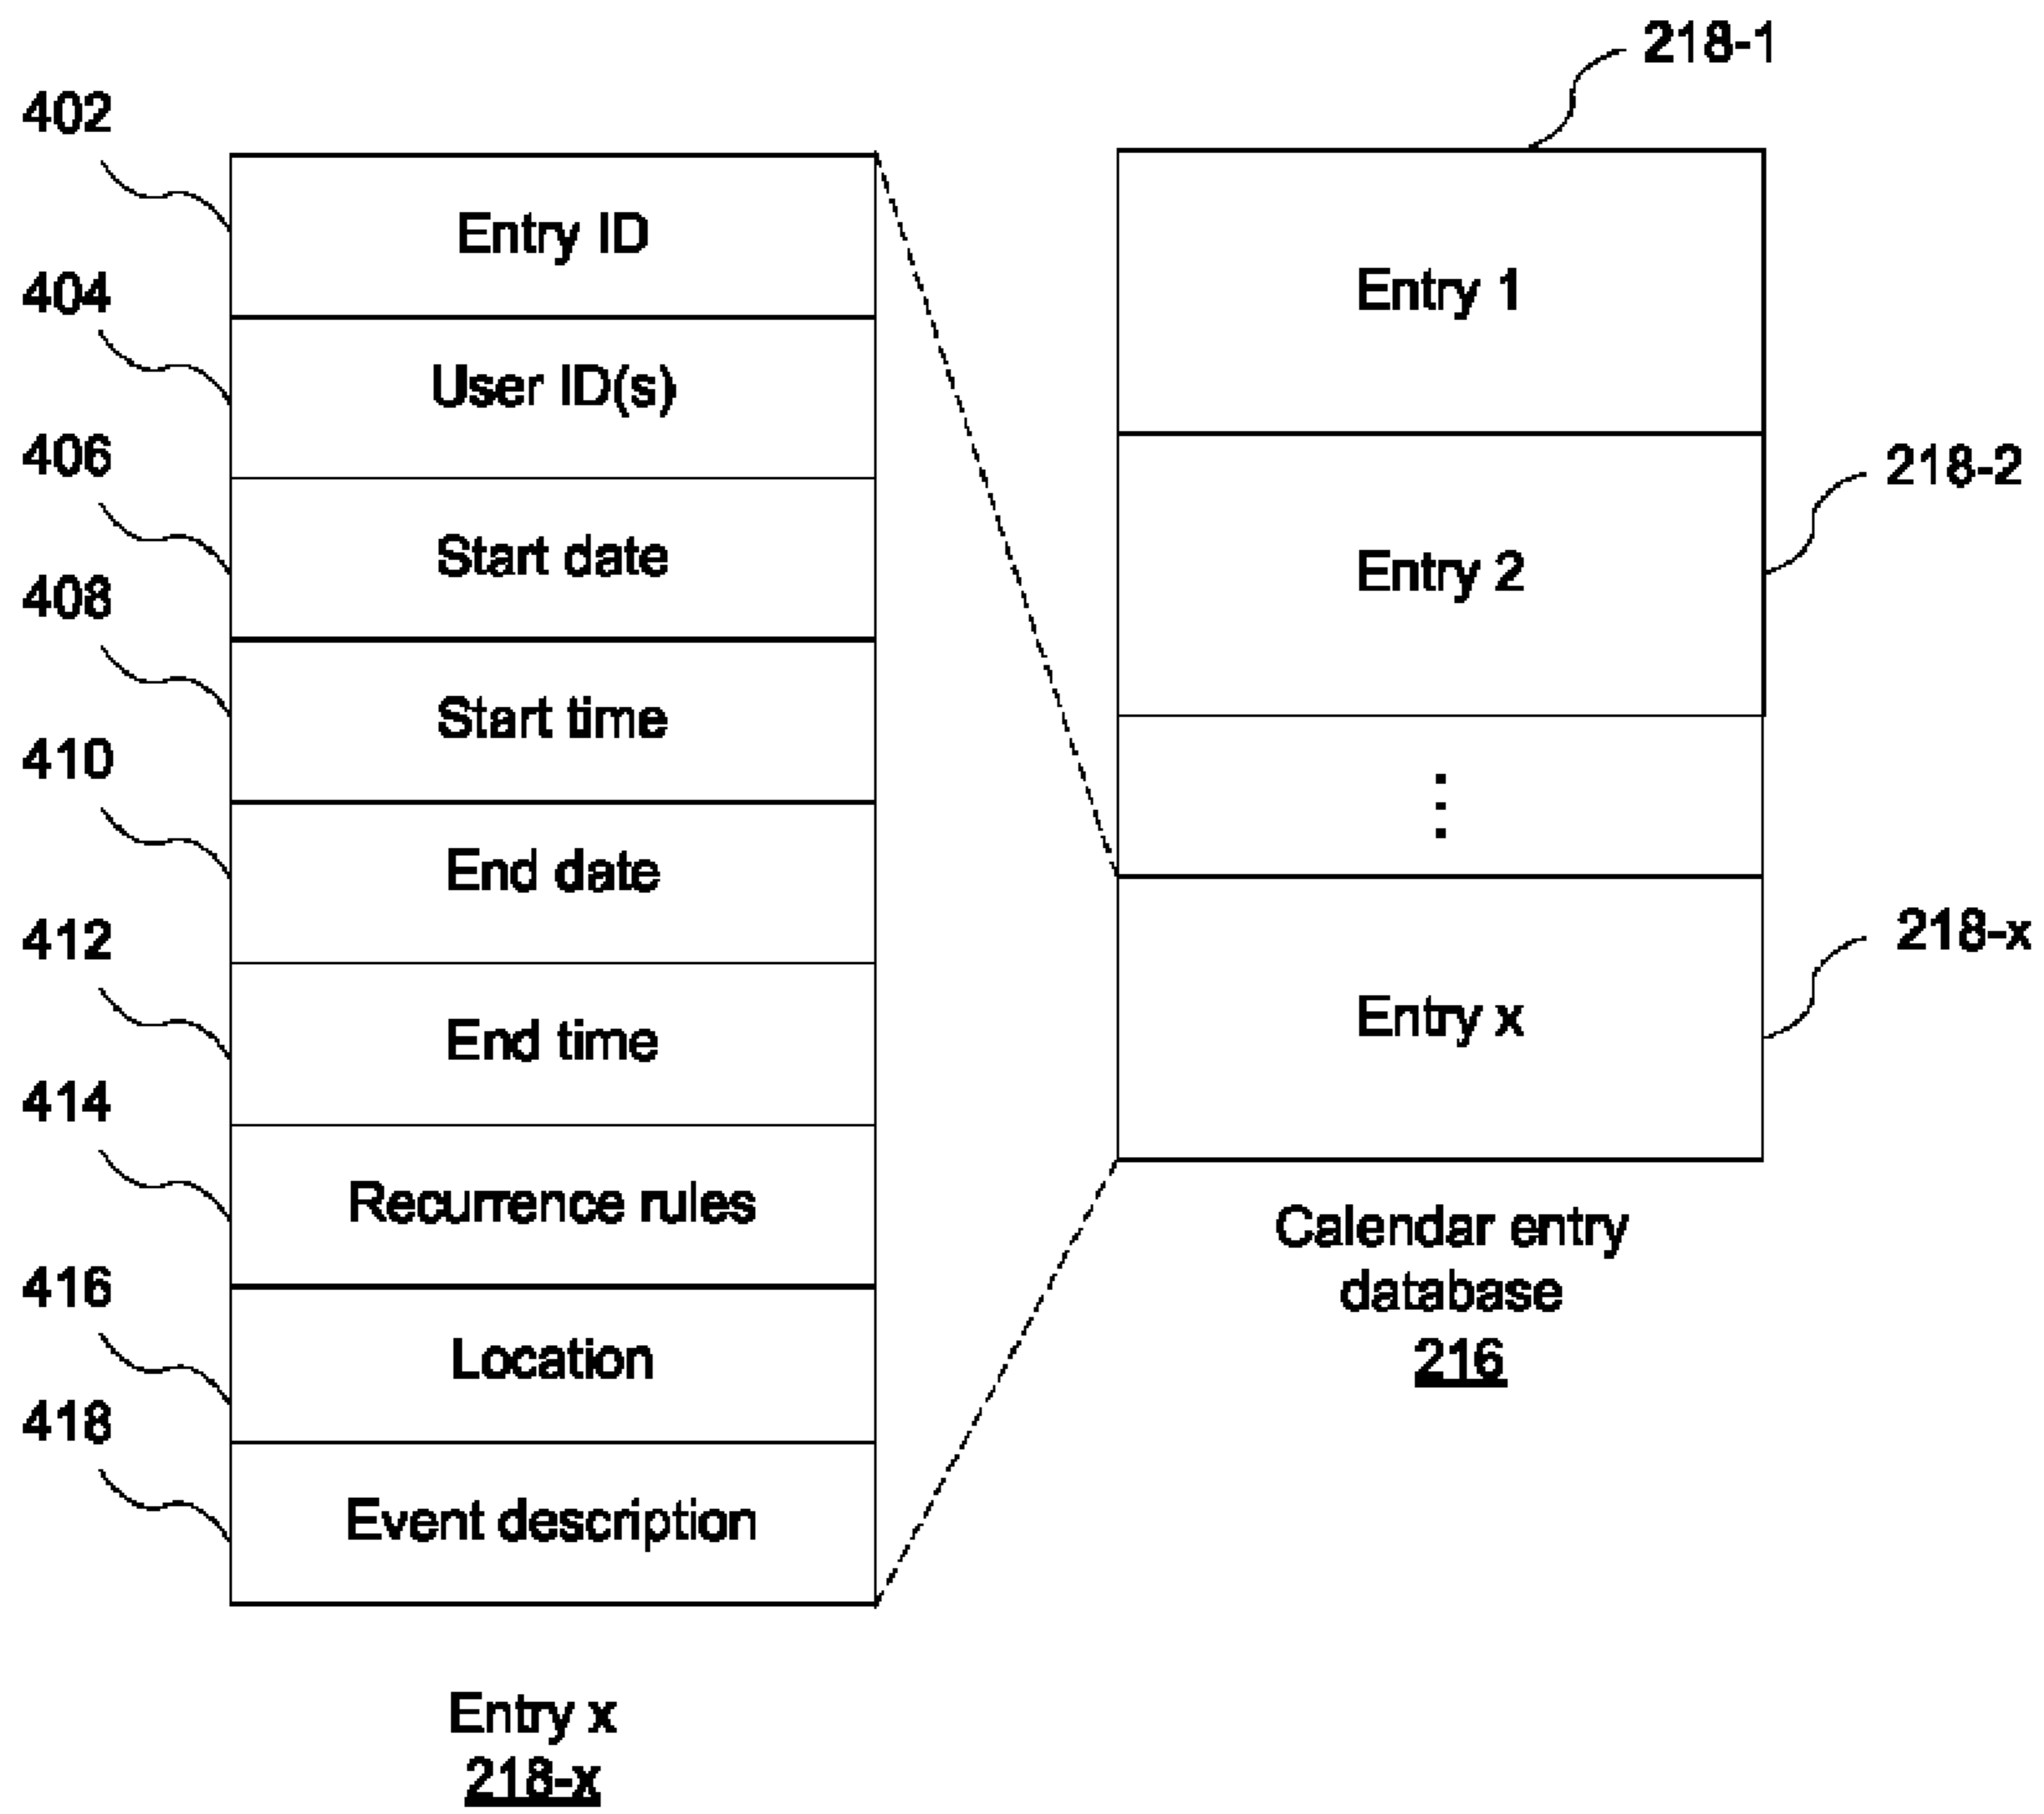 218-1
402
Entry ID
404
Entry 1
User ID(s)
406
218-2
Start date
Entry 2
408
Start time
410
⋮
End date
412
218-x
End time
Entry x
414
Recurrence rules
Calendar entry
database
416
216
Location
418
Event description
Entry x
218-x